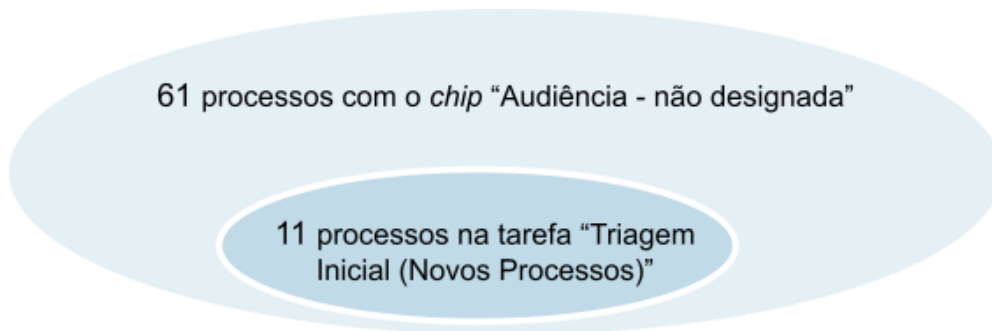 61 processos com o chip “Audiência - não designada”
11 processos na tarefa “Triagem
Inicial (Novos Processos)”